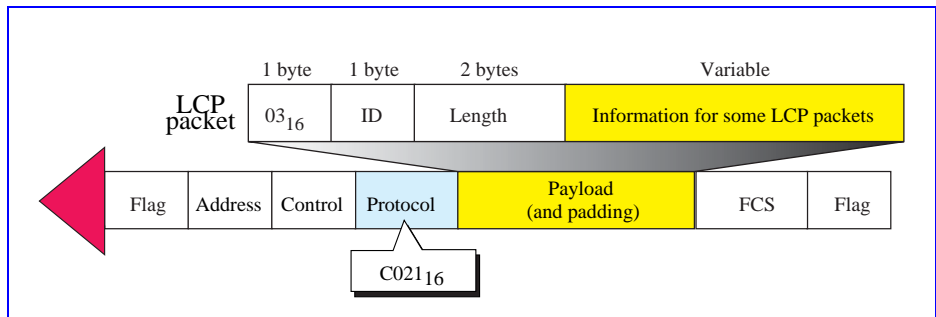 1 byte 1 byte 2 bytes Variable
LCP
packet
03₁₆ ID Length Information for some LCP packets
Flag Address Control Protocol Payload
(and padding) FCS Flag
C021₁₆